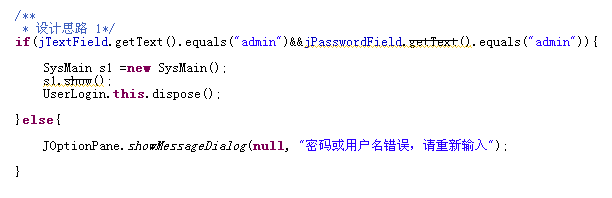 /**
* 设计思路 1*/
if(jTextField.getText().equals("admin")&&jPasswordField.getText().equals("admin")){
SysMain s1 =new SysMain();
s1.show();
UserLogin.this.dispose();
}else{
JOptionPane.showMessageDialog(null, "密码或用户名错误，请重新输入");
}